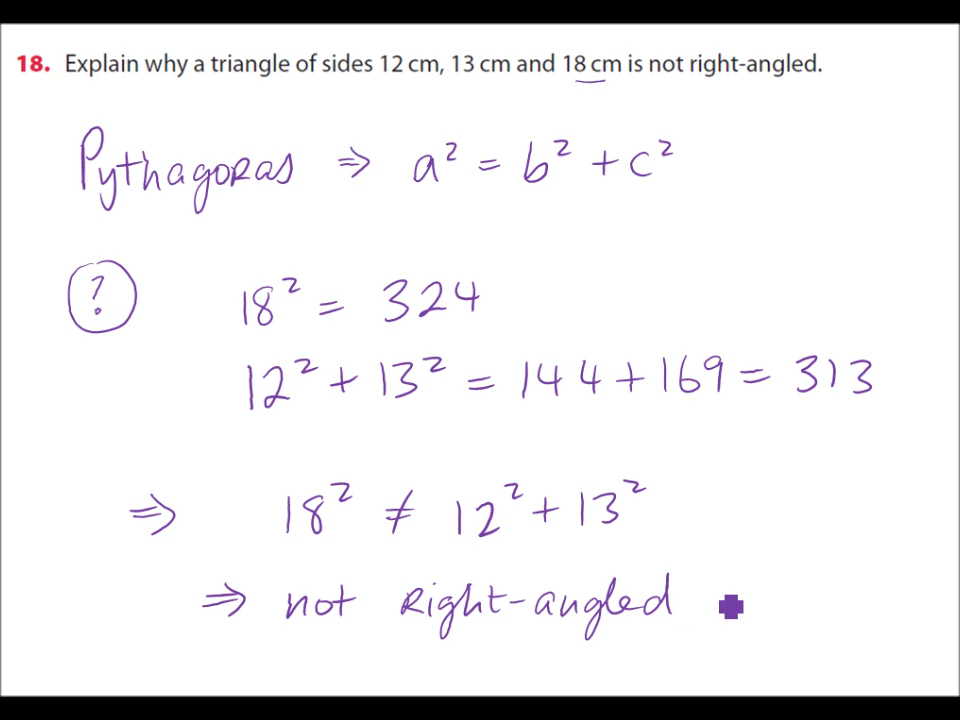 18. Explain why a triangle of sides 12 cm, 13 cm and 18 cm is not right-angled.
Pythagoras ⇒ a² = b² + c²
? 18² = 324
12² + 13² = 144 + 169 = 313
⇒ 18² ≠ 12² + 13²
⇒ not right-angled